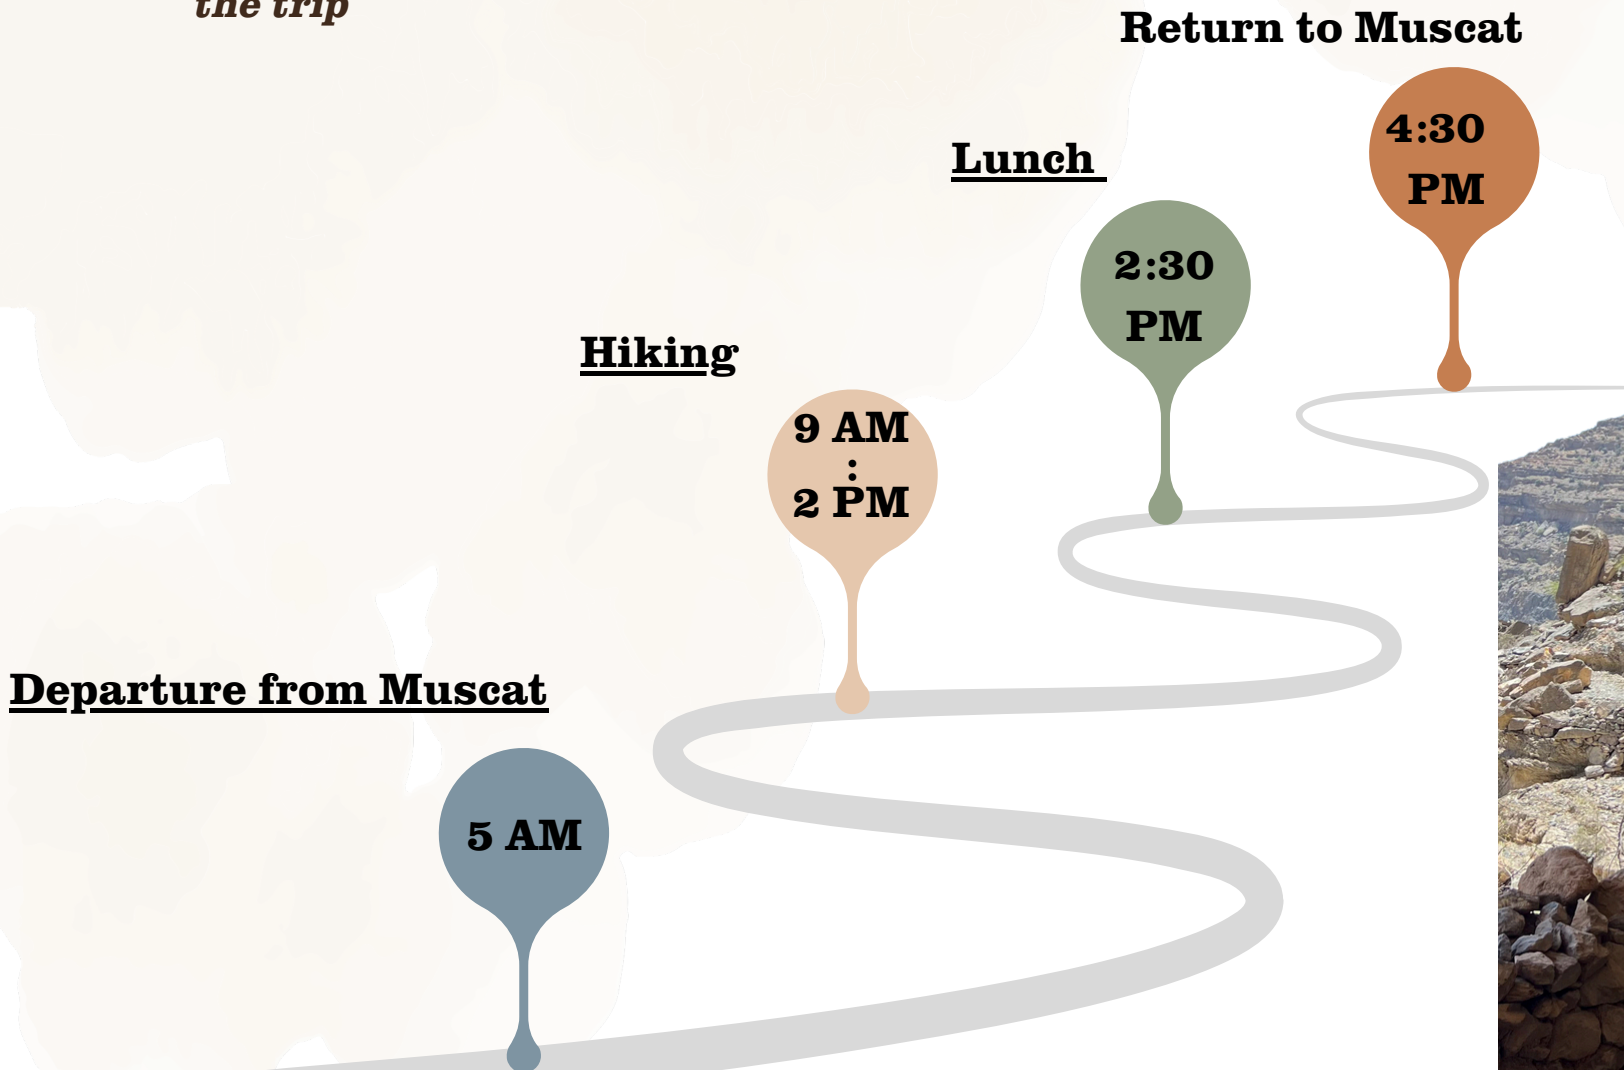 the trip
Return to Muscat
4:30
PM
Lunch
2:30
PM
Hiking
9 AM
:
2 PM
Departure from Muscat
5 AM